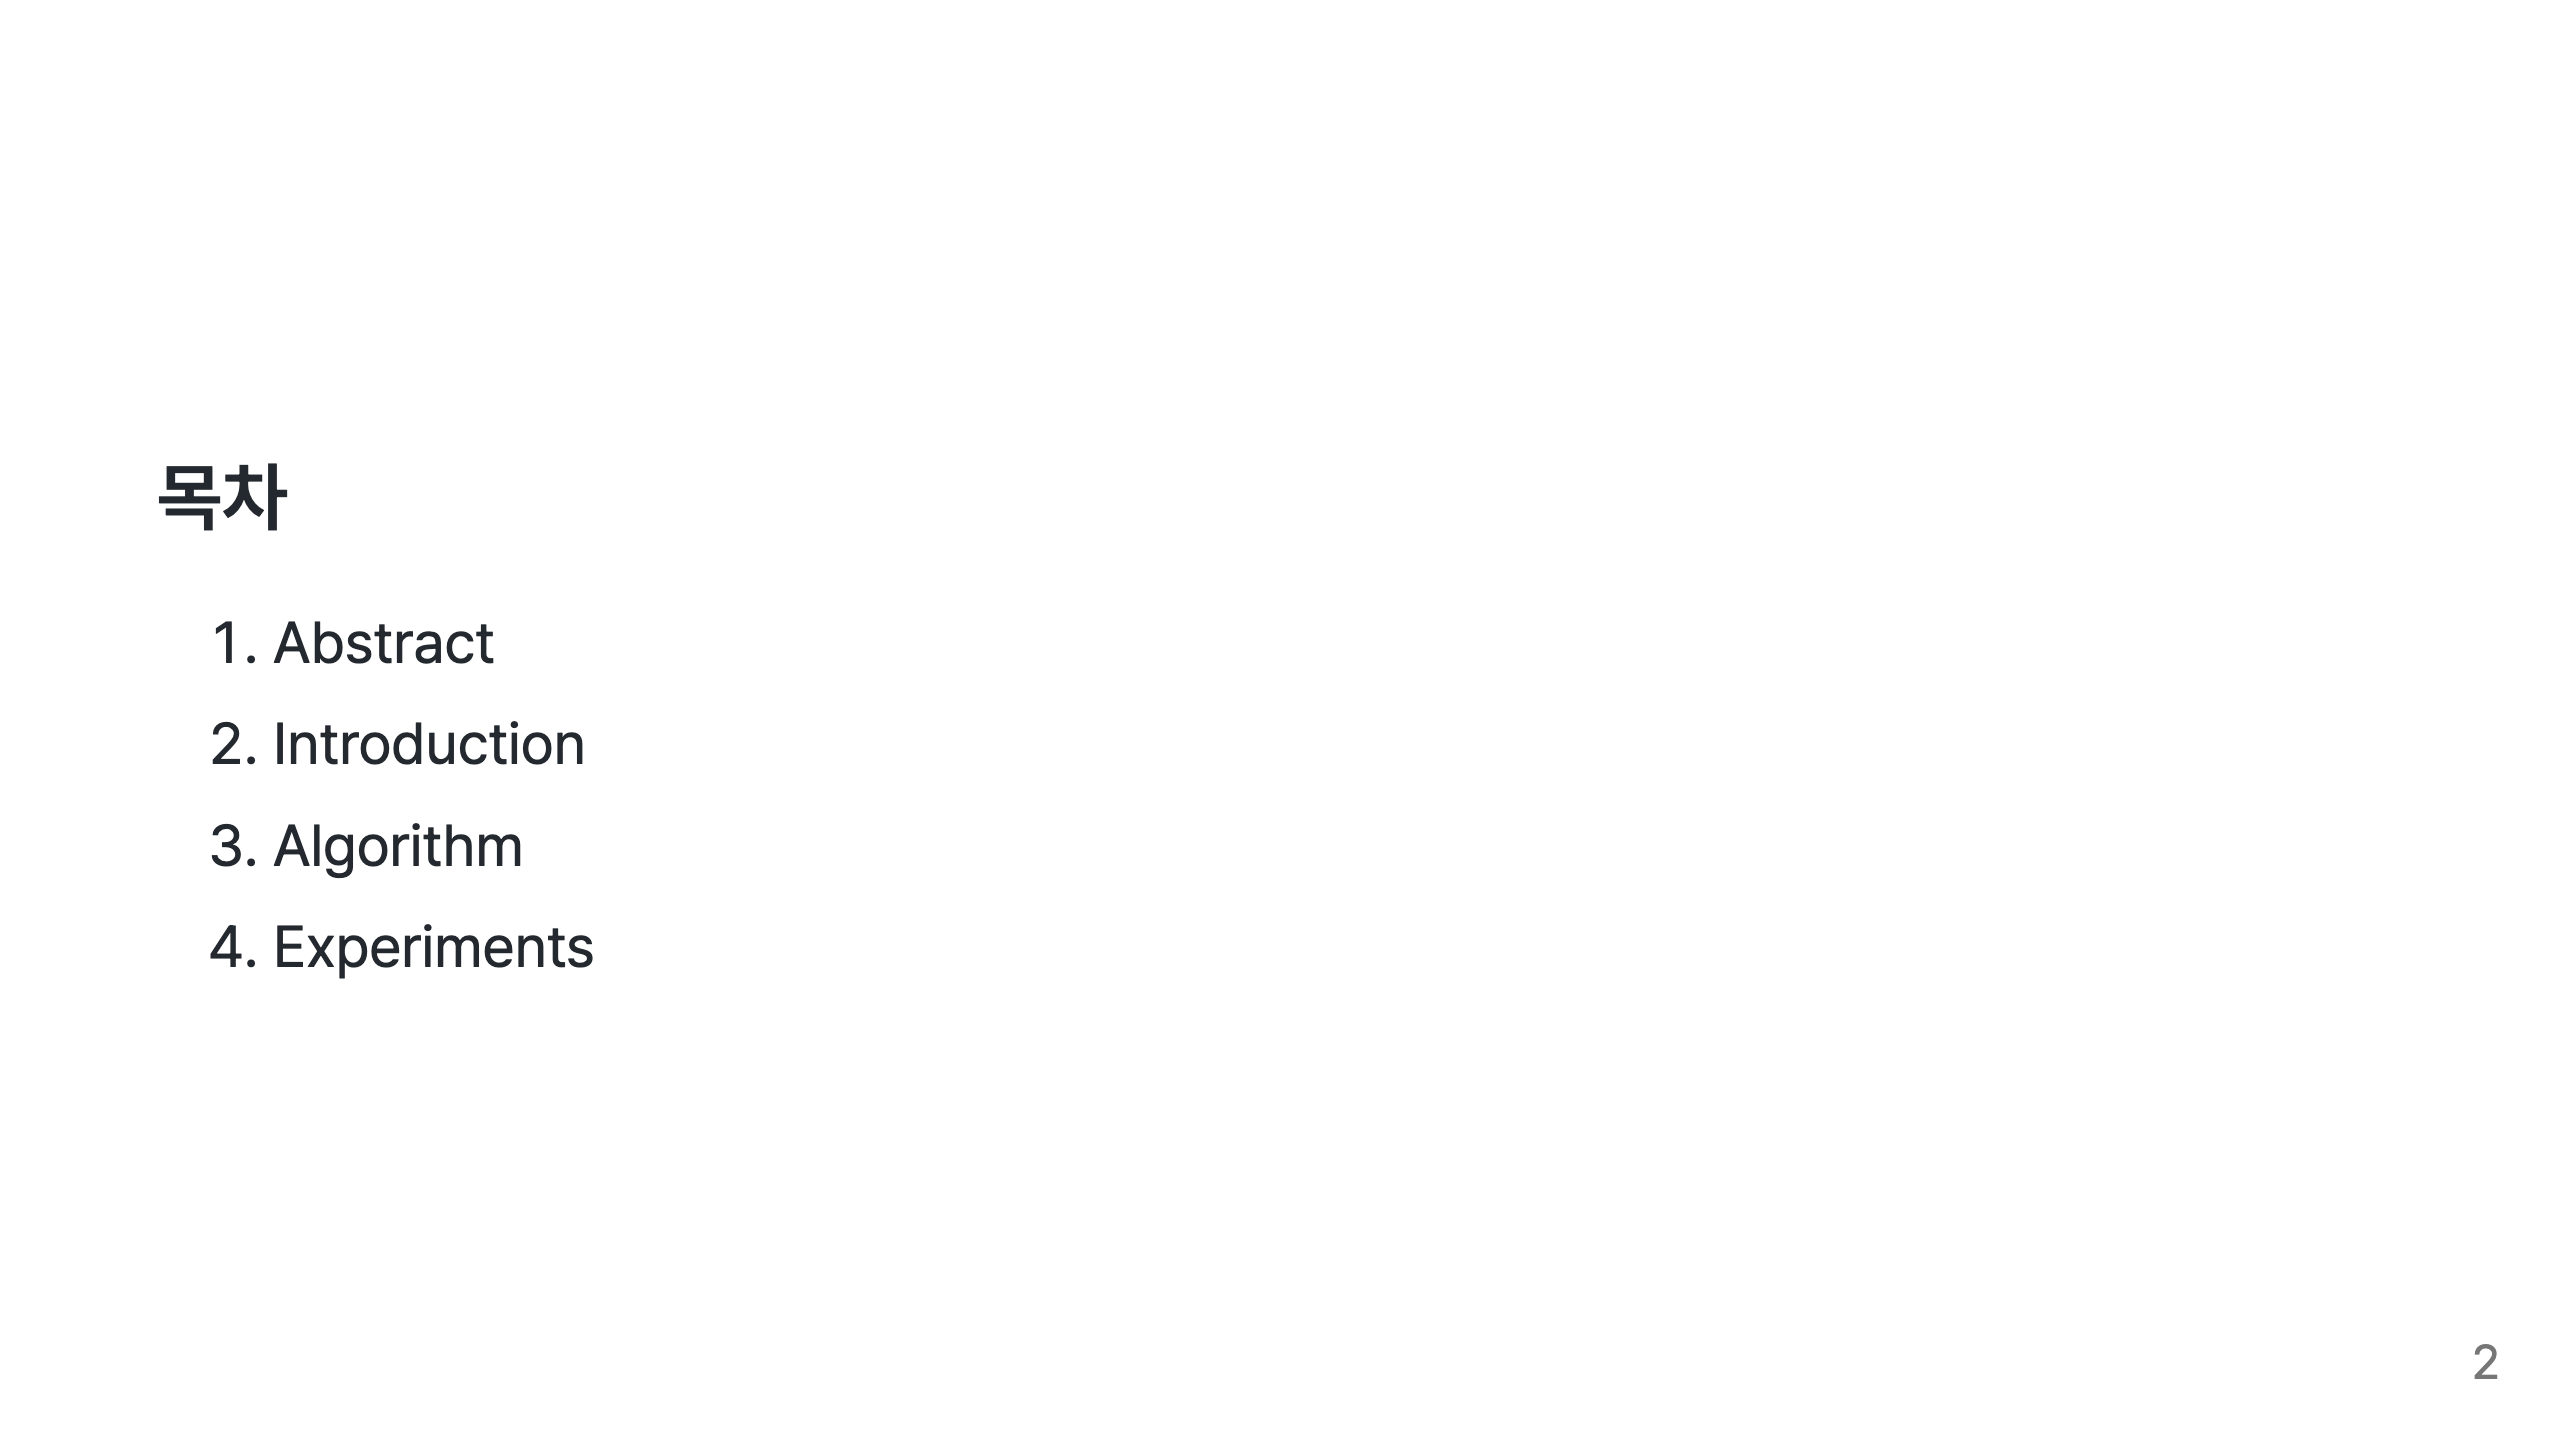 목차
1. Abstract
2. Introduction
3. Algorithm
4. Experiments
2